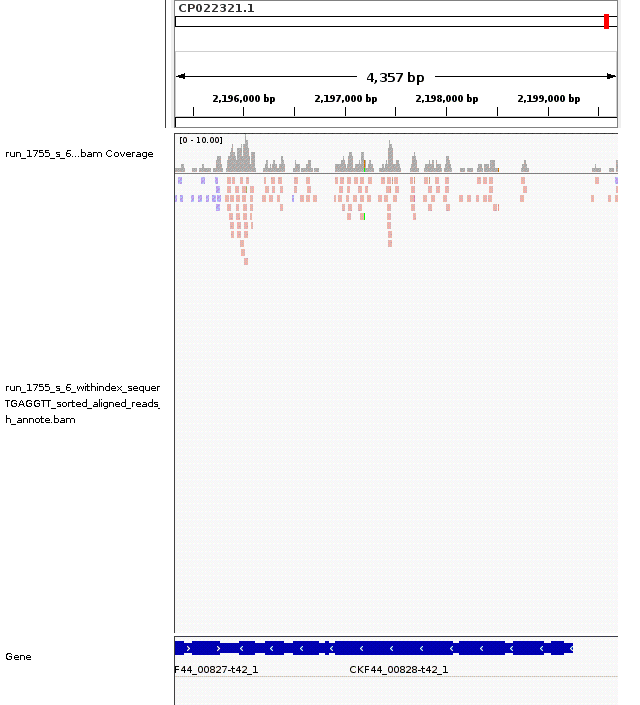 CP022321.1
4,357 bp
2,196,000 bp 2,197,000 bp 2,198,000 bp 2,199,000 bp
[0 - 10.00]
run_1755_s_6...bam Coverage
run_1755_s_6_withindex_sequer
TGAGGTT_sorted_aligned_reads_
h_annote.bam
Gene
F44_00827-t42_1 CKF44_00828-t42_1